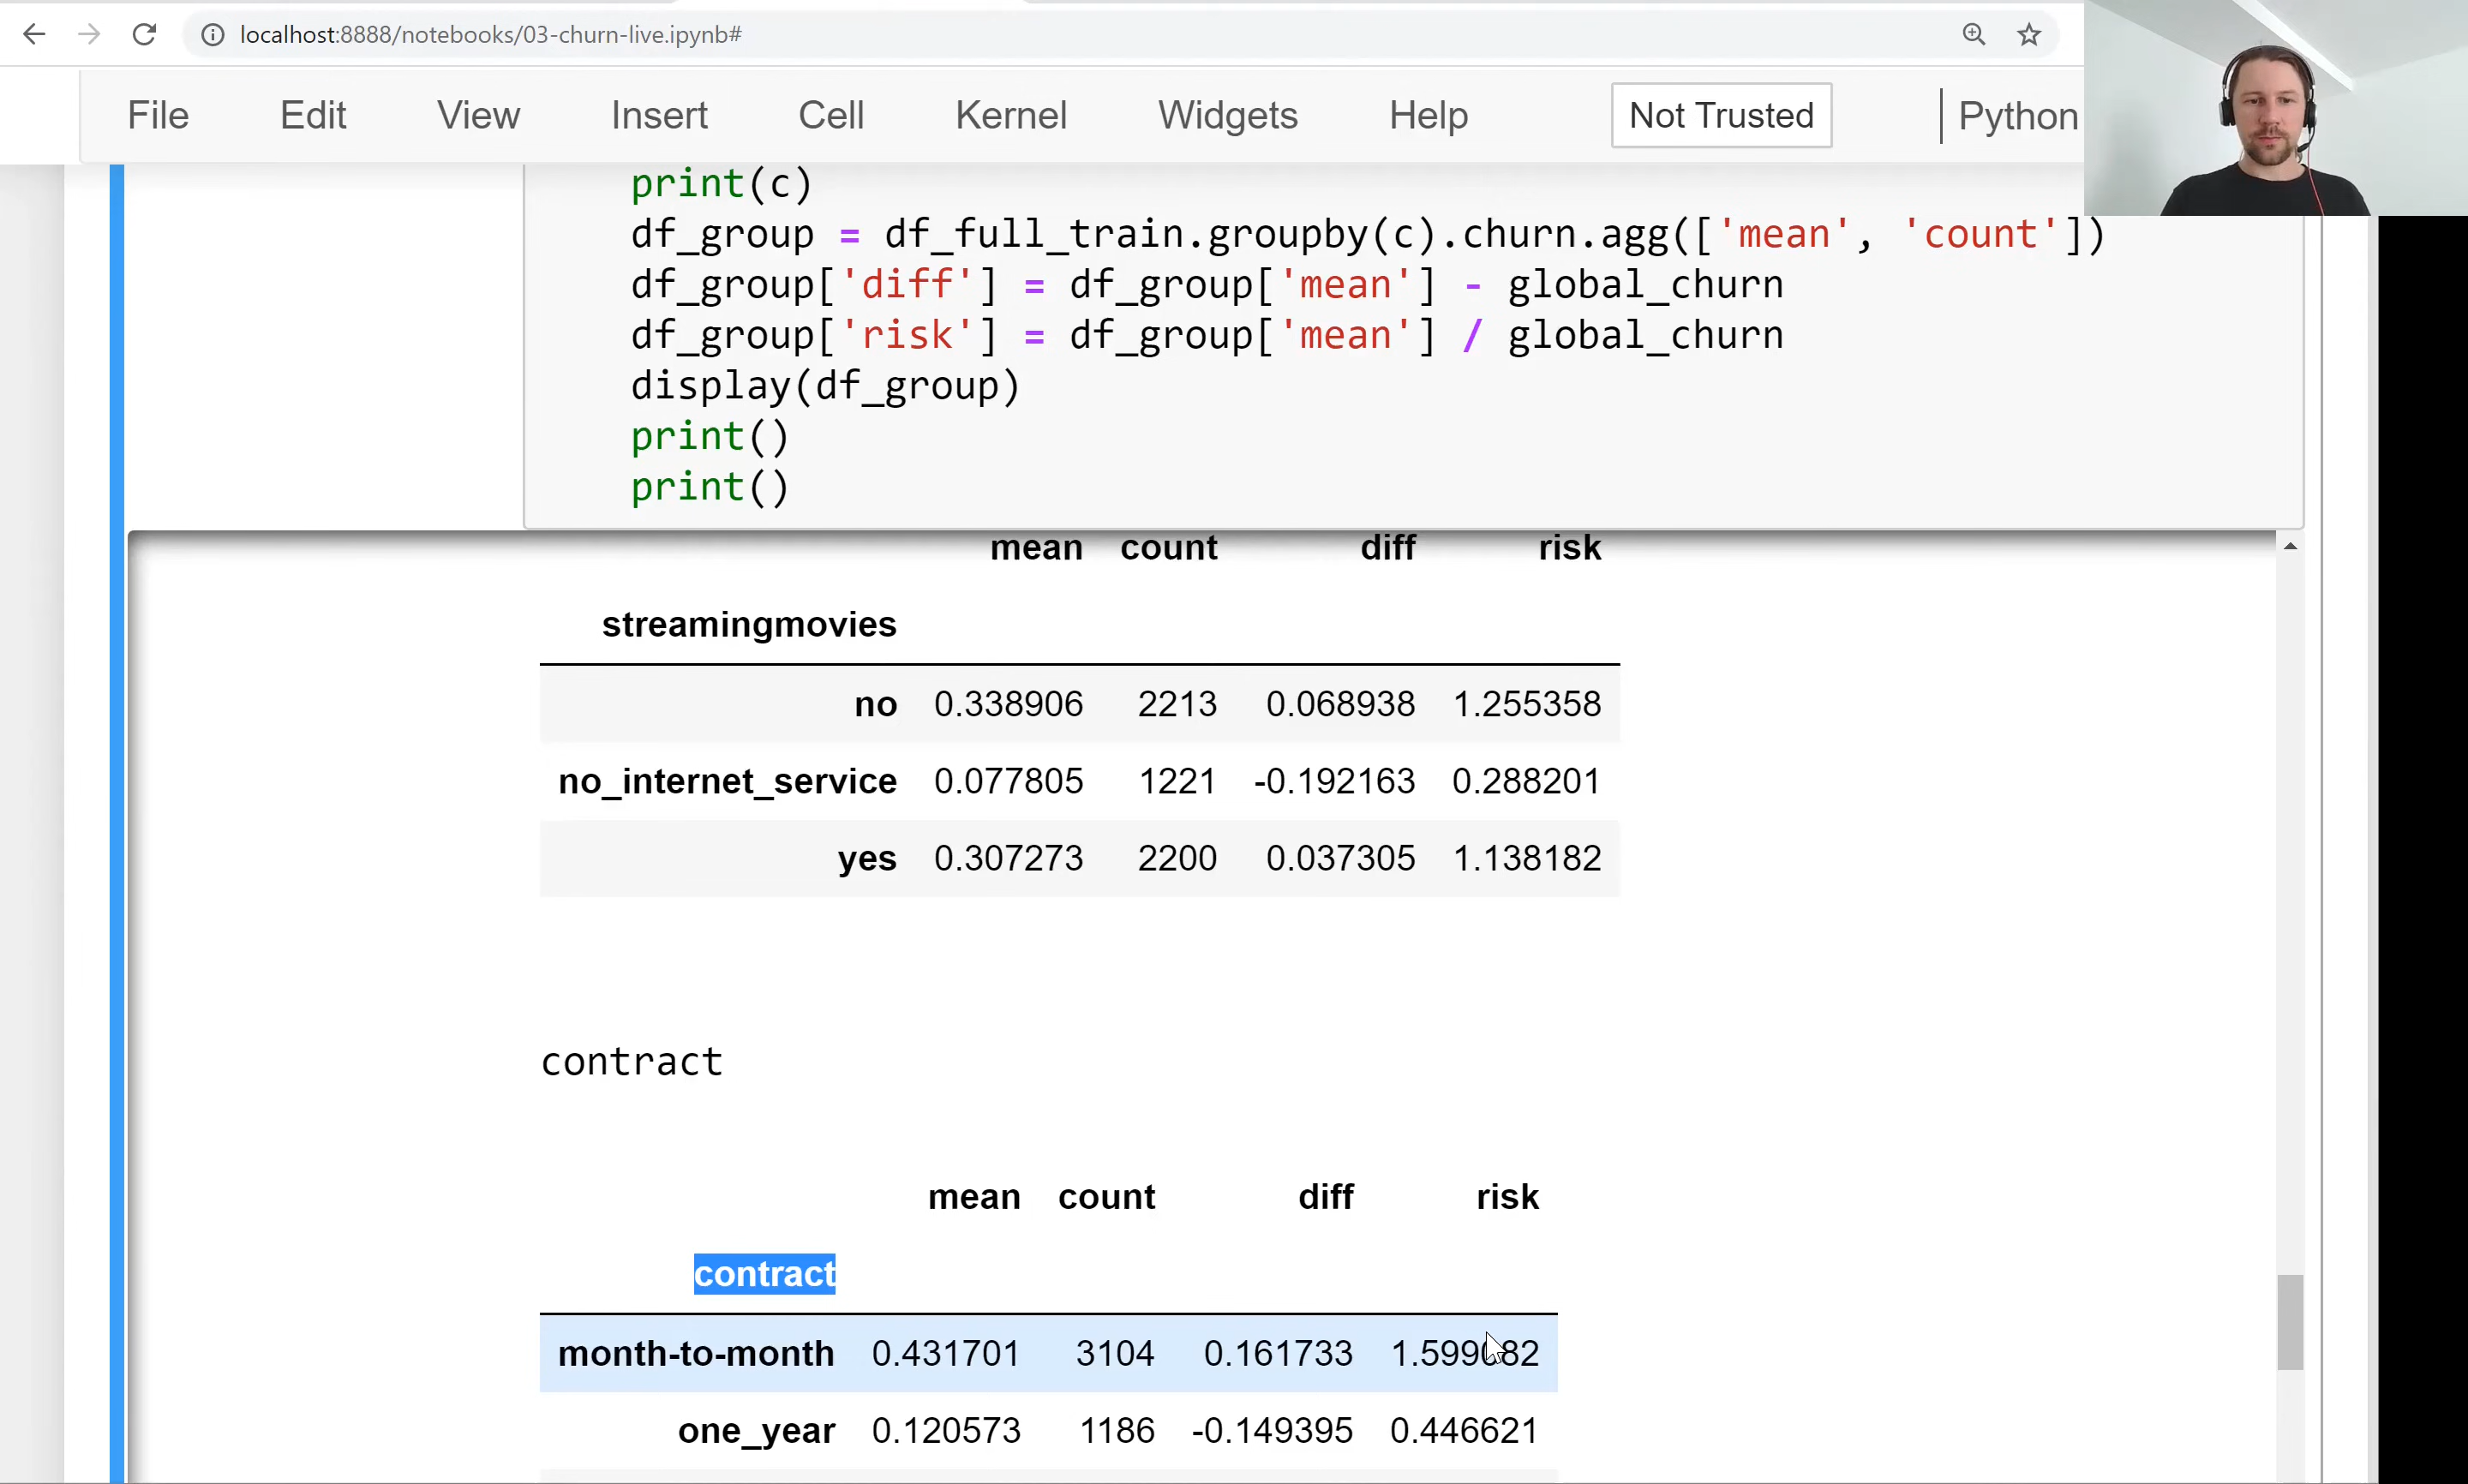 localhost:8888/notebooks/03-churn-live.ipynb#
File Edit View Insert Cell Kernel Widgets Help Not Trusted Python
print(c)
df_group = df_full_train.groupby(c).churn.agg(['mean', 'count'])
df_group['diff'] = df_group['mean'] - global_churn
df_group['risk'] = df_group['mean'] / global_churn
display(df_group)
print()
print()
mean count diff risk
streamingmovies
no 0.338906 2213 0.068938 1.255358
no_internet_service 0.077805 1221 -0.192163 0.288201
yes 0.307273 2200 0.037305 1.138182
contract
mean count diff risk
contract
month-to-month 0.431701 3104 0.161733 1.599082
one_year 0.120573 1186 -0.149395 0.446621